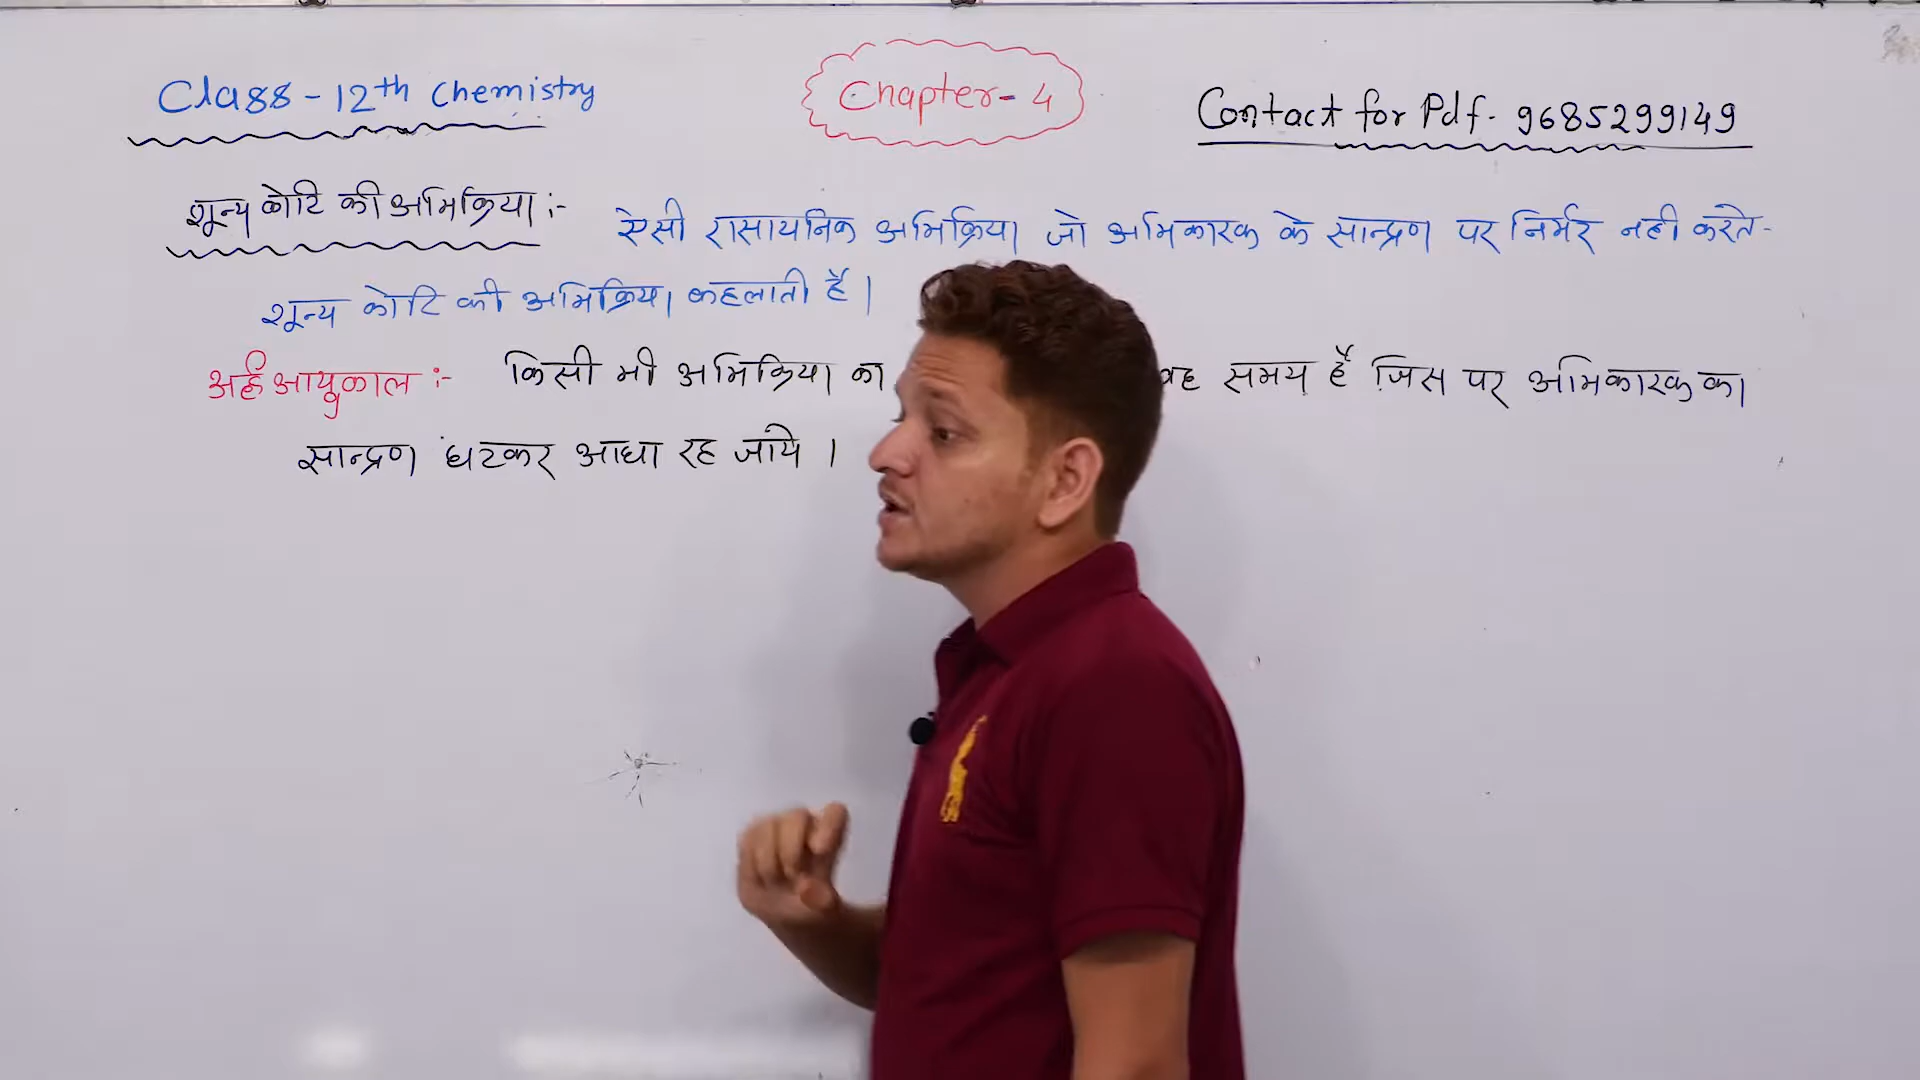 Class - 12th Chemistry
Chapter - 4
Contact for Pdf - 9685299149
शून्य कोटि की अभिक्रिया :-
ऐसी रासायनिक अभिक्रिया जो अभिकारक के सान्द्रण पर निर्भर नही करते -
शून्य कोटि की अभिक्रिया कहलाती है ।
अर्ह आयुकाल :- किसी भी अभिक्रिया का वह समय है जिस पर अभिकारक का
सान्द्रण घटकर आधा रह जाये ।